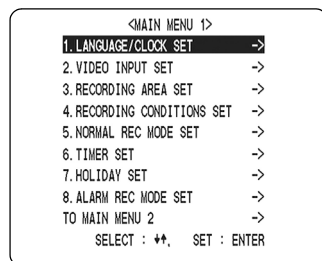 <MAIN MENU 1>
1. LANGUAGE/CLOCK SET ->
2. VIDEO INPUT SET ->
3. RECORDING AREA SET ->
4. RECORDING CONDITIONS SET ->
5. NORMAL REC MODE SET ->
6. TIMER SET ->
7. HOLIDAY SET ->
8. ALARM REC MODE SET ->
TO MAIN MENU 2 ->
SELECT : ↓↑, SET : ENTER